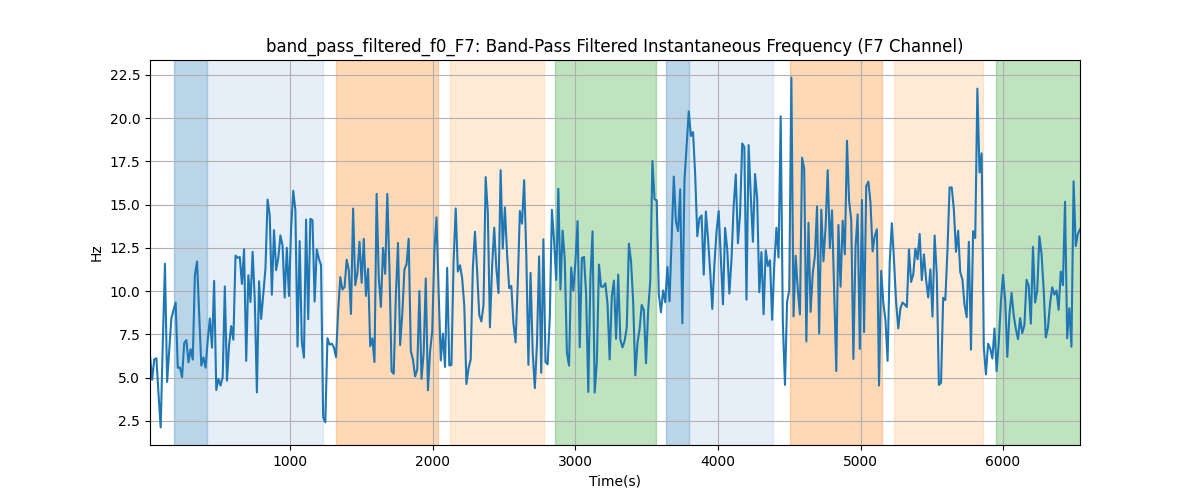 band_pass_filtered_f0_F7: Band-Pass Filtered Instantaneous Frequency (F7 Channel)
22.5
20.0
17.5
15.0
12.5
10.0
7.5
5.0
2.5
Hz
1000 2000 3000 4000 5000 6000
Time(s)